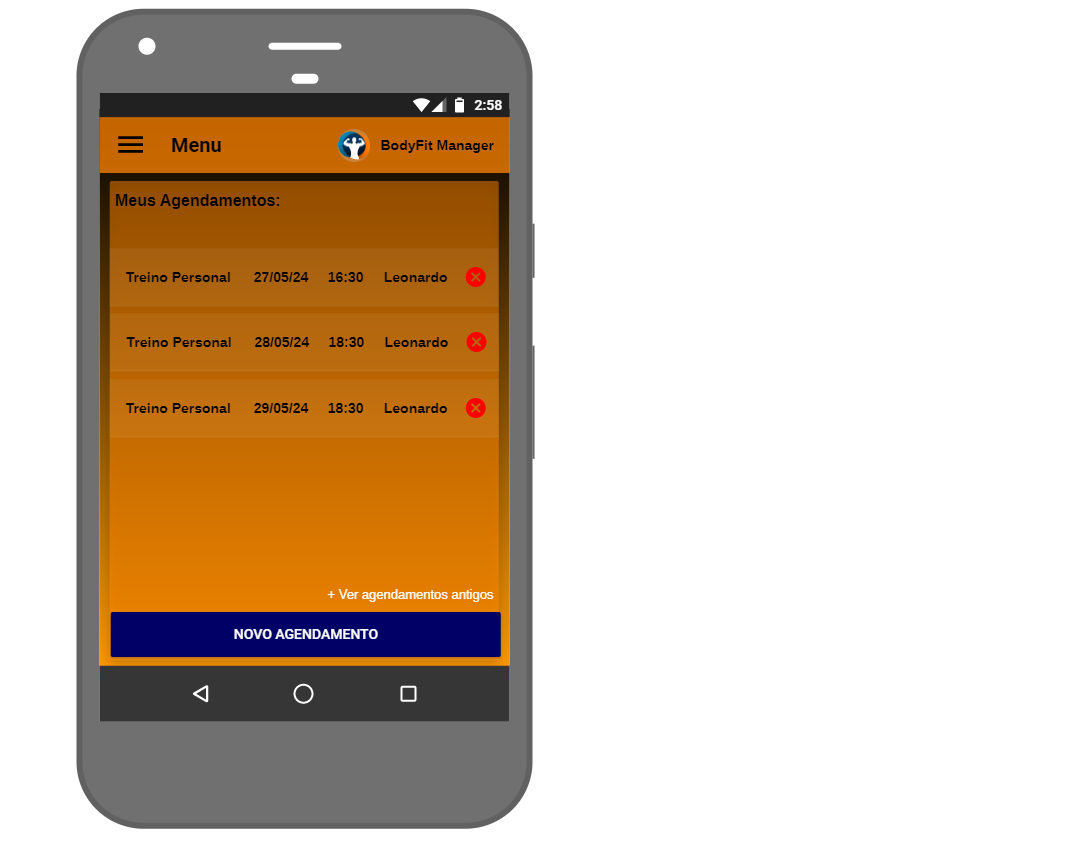 2:58
Menu BodyFit Manager
Meus Agendamentos:
Treino Personal 27/05/24 16:30 Leonardo
Treino Personal 28/05/24 18:30 Leonardo
Treino Personal 29/05/24 18:30 Leonardo
+ Ver agendamentos antigos
NOVO AGENDAMENTO